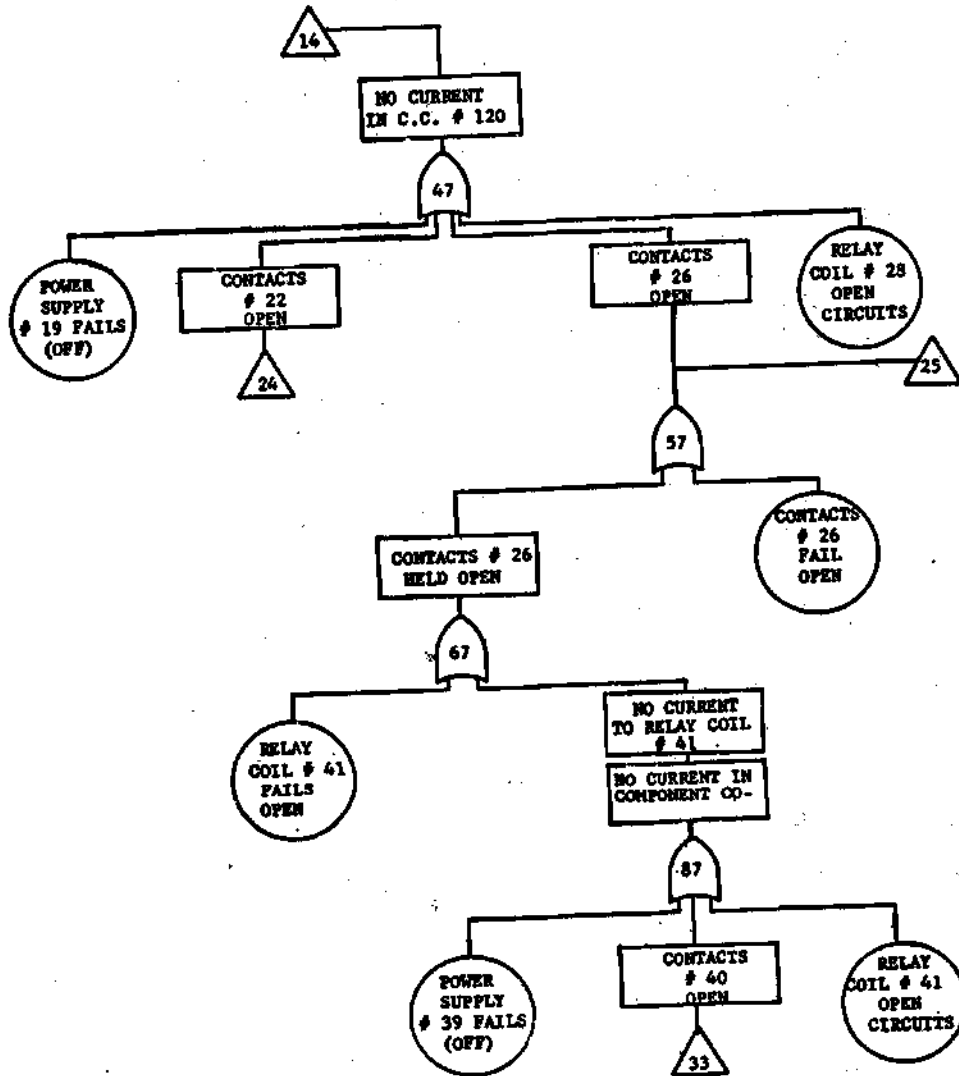 14
NO CURRENT
IN C.C. # 120
47
POWER
SUPPLY
# 19 FAILS
(OFF)
CONTACTS
# 22
OPEN
24
CONTACTS
# 26
OPEN
RELAY
COIL # 28
OPEN
CIRCUITS
25
57
CONTACTS # 26
HELD OPEN
CONTACTS
# 26
FAIL
OPEN
67
RELAY
COIL # 41
FAILS
OPEN
NO CURRENT
TO RELAY COIL
# 41
NO CURRENT IN
COMPONENT CO-
87
POWER
SUPPLY
# 39 FAILS
(OFF)
CONTACTS
# 40
OPEN
33
RELAY
COIL # 41
OPEN
CIRCUITS